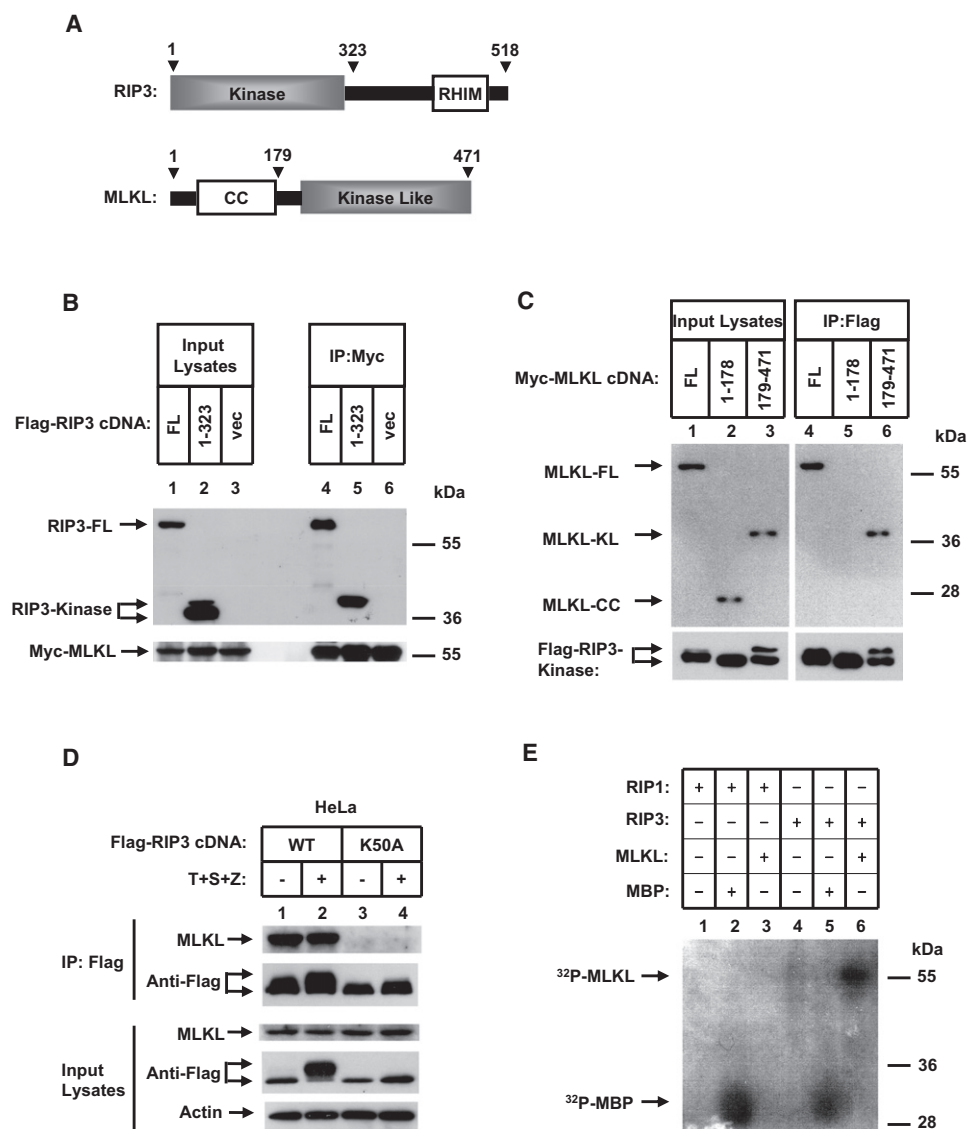 A
1 323 518
RIP3: Kinase RHIM
1 179 471
MLKL: CC Kinase Like
B
Input Lysates IP:Myc
Flag-RIP3 cDNA: FL 1-323 vec FL 1-323 vec
1 2 3 4 5 6 kDa
RIP3-FL
55
RIP3-Kinase
36
Myc-MLKL 55
C
Input Lysates IP:Flag
Myc-MLKL cDNA: FL 1-178 179-471 FL 1-178 179-471
1 2 3 4 5 6 kDa
MLKL-FL 55
MLKL-KL 36
MLKL-CC 28
Flag-RIP3-
Kinase:
D
HeLa
Flag-RIP3 cDNA: WT K50A
T+S+Z: - + - +
1 2 3 4
IP: Flag
MLKL
Anti-Flag
Input Lysates
MLKL
Anti-Flag
Actin
E
RIP1: + + + − − −
RIP3: − − − + + +
MLKL: − − + − − +
MBP: − + − − + −
1 2 3 4 5 6 kDa
³²P-MLKL 55
36
³²P-MBP
28